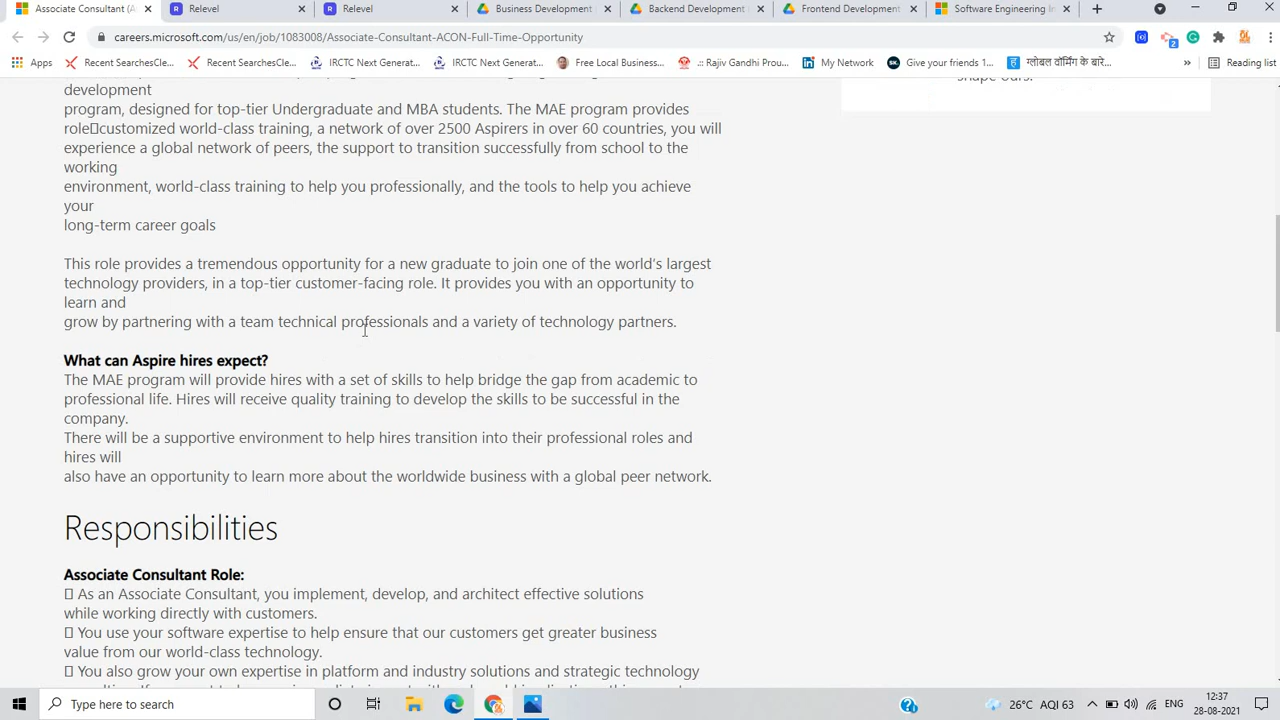 Associate Consultant (A
Relevel
Relevel
Business Development
Backend Development
Frontend Development
Software Engineering In
careers.microsoft.com/us/en/job/1083008/Associate-Consultant-ACON-Full-Time-Opportunity
2
Apps
Recent SearchesCle...
Recent SearchesCle...
IRCTC Next Generat...
IRCTC Next Generat...
Free Local Business...
.: Rajiv Gandhi Prou...
My Network
Give your friends 1...
ग्लोबल वॉर्मिंग के बारे...
»
Reading list
shape ours.
development
program, designed for top-tier Undergraduate and MBA students. The MAE program provides
role▯customized world-class training, a network of over 2500 Aspirers in over 60 countries, you will
experience a global network of peers, the support to transition successfully from school to the
working
environment, world-class training to help you professionally, and the tools to help you achieve
your
long-term career goals
This role provides a tremendous opportunity for a new graduate to join one of the world's largest
technology providers, in a top-tier customer-facing role. It provides you with an opportunity to
learn and
grow by partnering with a team technical professionals and a variety of technology partners.
What can Aspire hires expect?
The MAE program will provide hires with a set of skills to help bridge the gap from academic to
professional life. Hires will receive quality training to develop the skills to be successful in the
company.
There will be a supportive environment to help hires transition into their professional roles and
hires will
also have an opportunity to learn more about the worldwide business with a global peer network.
Responsibilities
Associate Consultant Role:
▯ As an Associate Consultant, you implement, develop, and architect effective solutions
while working directly with customers.
▯ You use your software expertise to help ensure that our customers get greater business
value from our world-class technology.
▯ You also grow your own expertise in platform and industry solutions and strategic technology
Type here to search
26°C AQI 63
ENG
12:37
28-08-2021